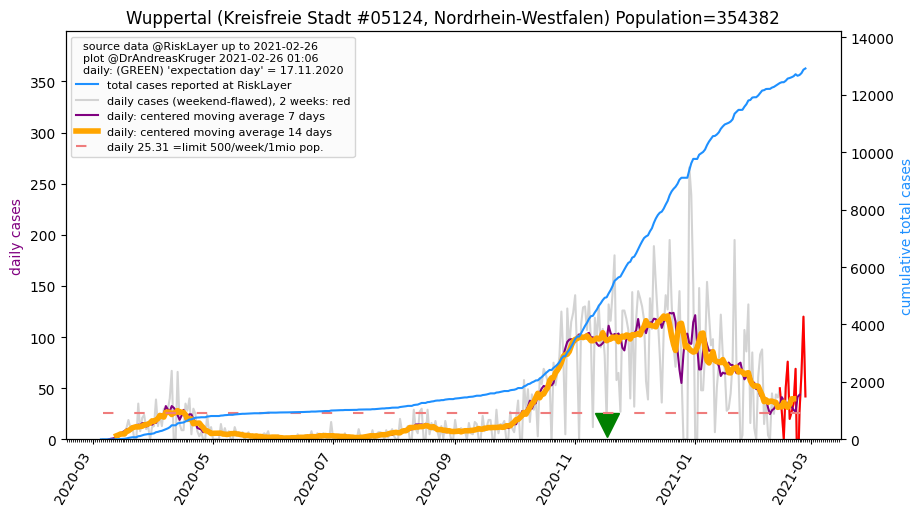 Wuppertal (Kreisfreie Stadt #05124, Nordrhein-Westfalen) Population=354382
source data @RiskLayer up to 2021-02-26
plot @DrAndreasKruger 2021-02-26 01:06
daily: (GREEN) 'expectation day' = 17.11.2020
total cases reported at RiskLayer
daily cases (weekend-flawed), 2 weeks: red
daily: centered moving average 7 days
daily: centered moving average 14 days
daily 25.31 =limit 500/week/1mio pop.
daily cases
350
300
250
200
150
100
50
0
14000
12000
10000
8000
6000
4000
2000
0
cumulative total cases
2020-03
2020-05
2020-07
2020-09
2020-11
2021-01
2021-03